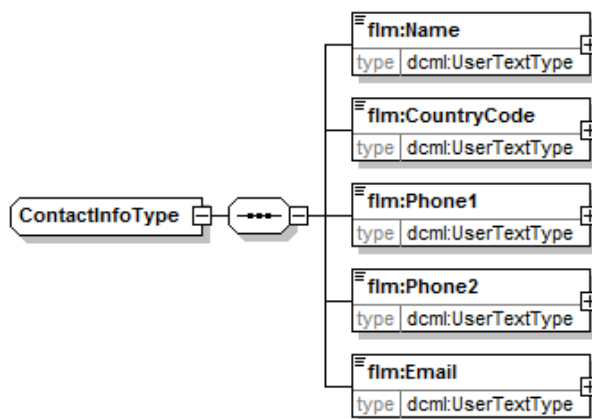 flm:Name
type dcml:UserTextType
flm:CountryCode
type dcml:UserTextType
ContactInfoType
flm:Phone1
type dcml:UserTextType
flm:Phone2
type dcml:UserTextType
flm:Email
type dcml:UserTextType